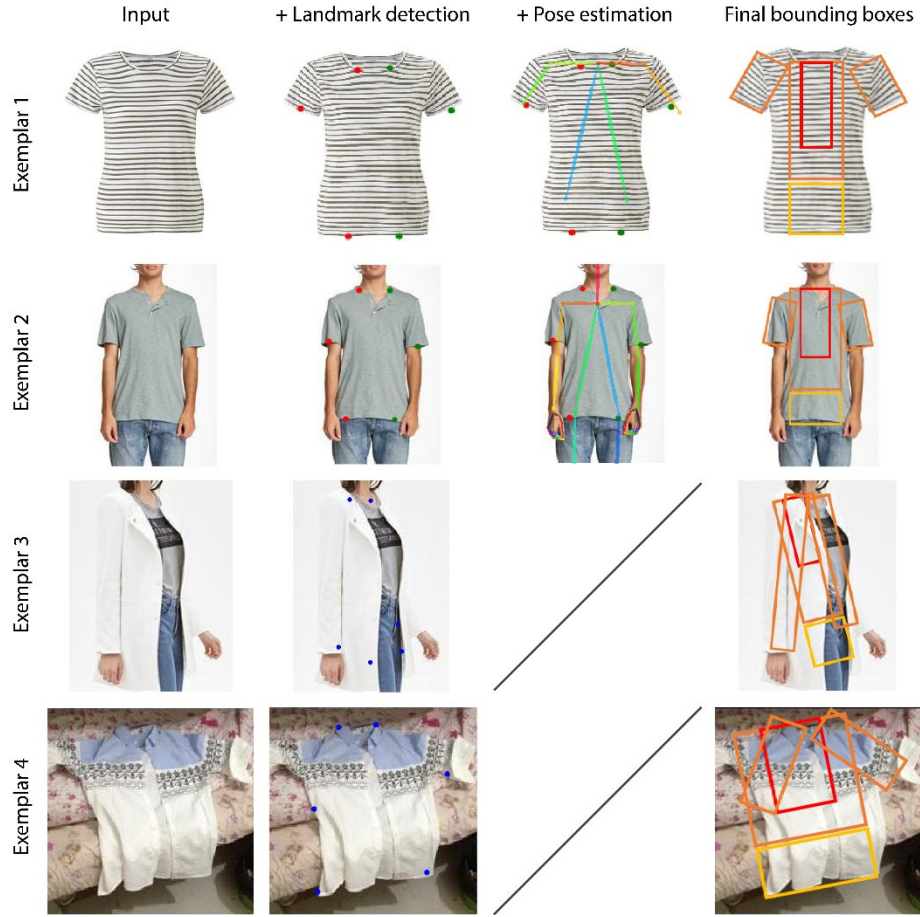 Input
+ Landmark detection
+ Pose estimation
Final bounding boxes
Exemplar 1
Exemplar 2
Exemplar 3
Exemplar 4